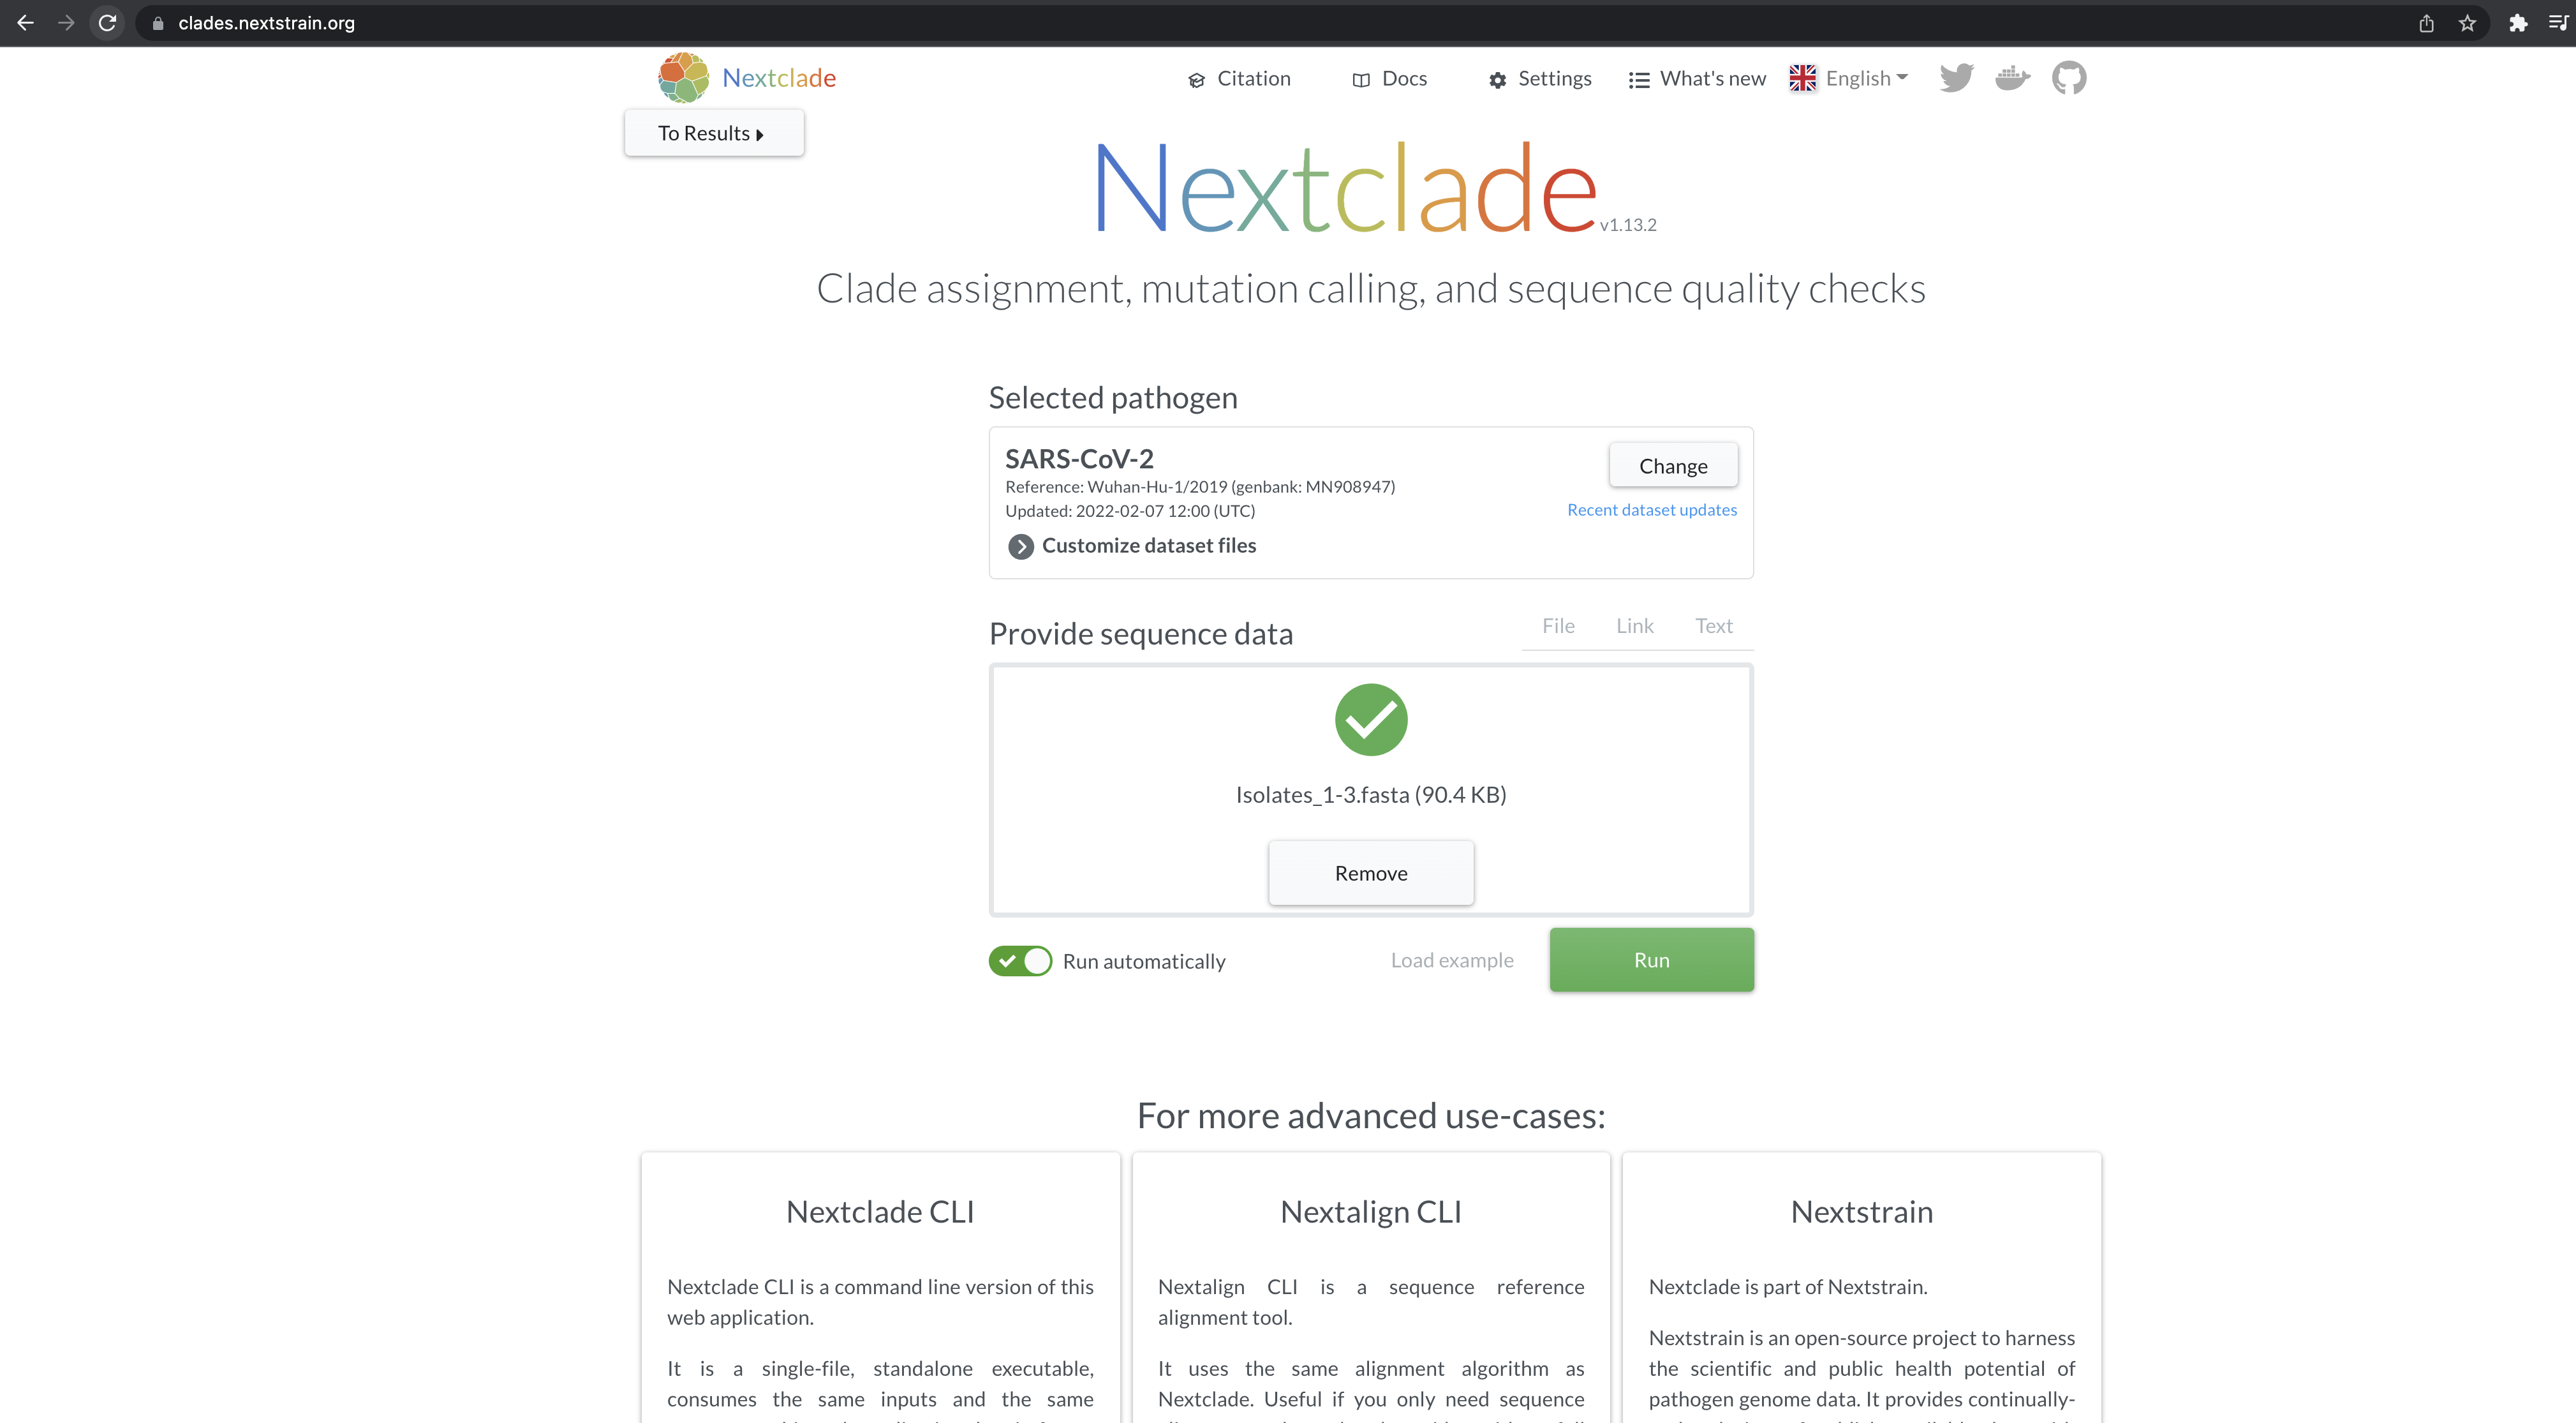 clades.nextstrain.org
Nextclade
Citation
Docs
Settings
What's new
English
To Results
Nextclade v1.13.2
Clade assignment, mutation calling, and sequence quality checks
Selected pathogen
SARS-CoV-2
Change
Reference: Wuhan-Hu-1/2019 (genbank: MN908947)
Updated: 2022-02-07 12:00 (UTC)
Recent dataset updates
Customize dataset files
Provide sequence data
File
Link
Text
Isolates_1-3.fasta (90.4 KB)
Remove
Run automatically
Load example
Run
For more advanced use-cases:
Nextclade CLI
Nextclade CLI is a command line version of this
web application.
It is a single-file, standalone executable,
consumes the same inputs and the same
Nextalign CLI
Nextalign CLI is a sequence reference
alignment tool.
It uses the same alignment algorithm as
Nextclade. Useful if you only need sequence
Nextstrain
Nextclade is part of Nextstrain.
Nextstrain is an open-source project to harness
the scientific and public health potential of
pathogen genome data. It provides continually-